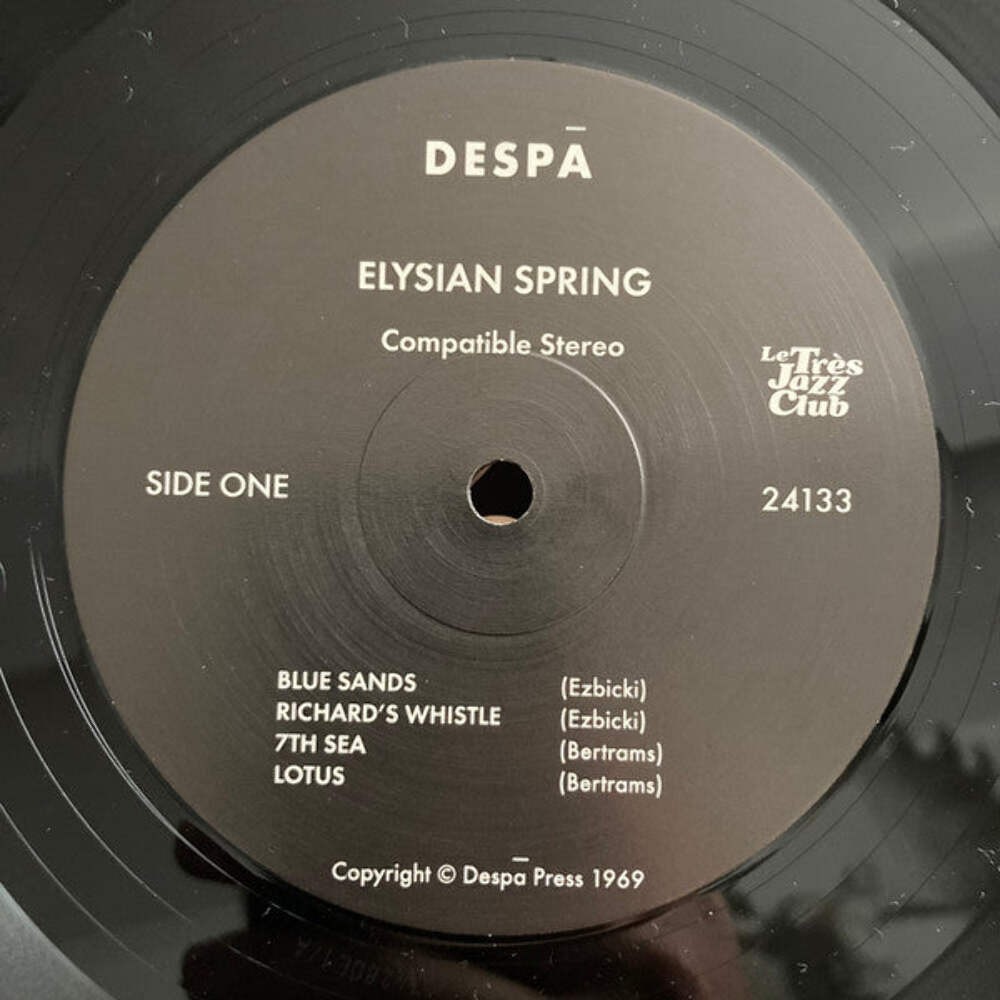 DESPĀ
ELYSIAN SPRING
Compatible Stereo
Le Très
Jazz
Club
SIDE ONE
24133
BLUE SANDS (Ezbicki)
RICHARD'S WHISTLE (Ezbicki)
7TH SEA (Bertrams)
LOTUS (Bertrams)
Copyright © Despā Press 1969